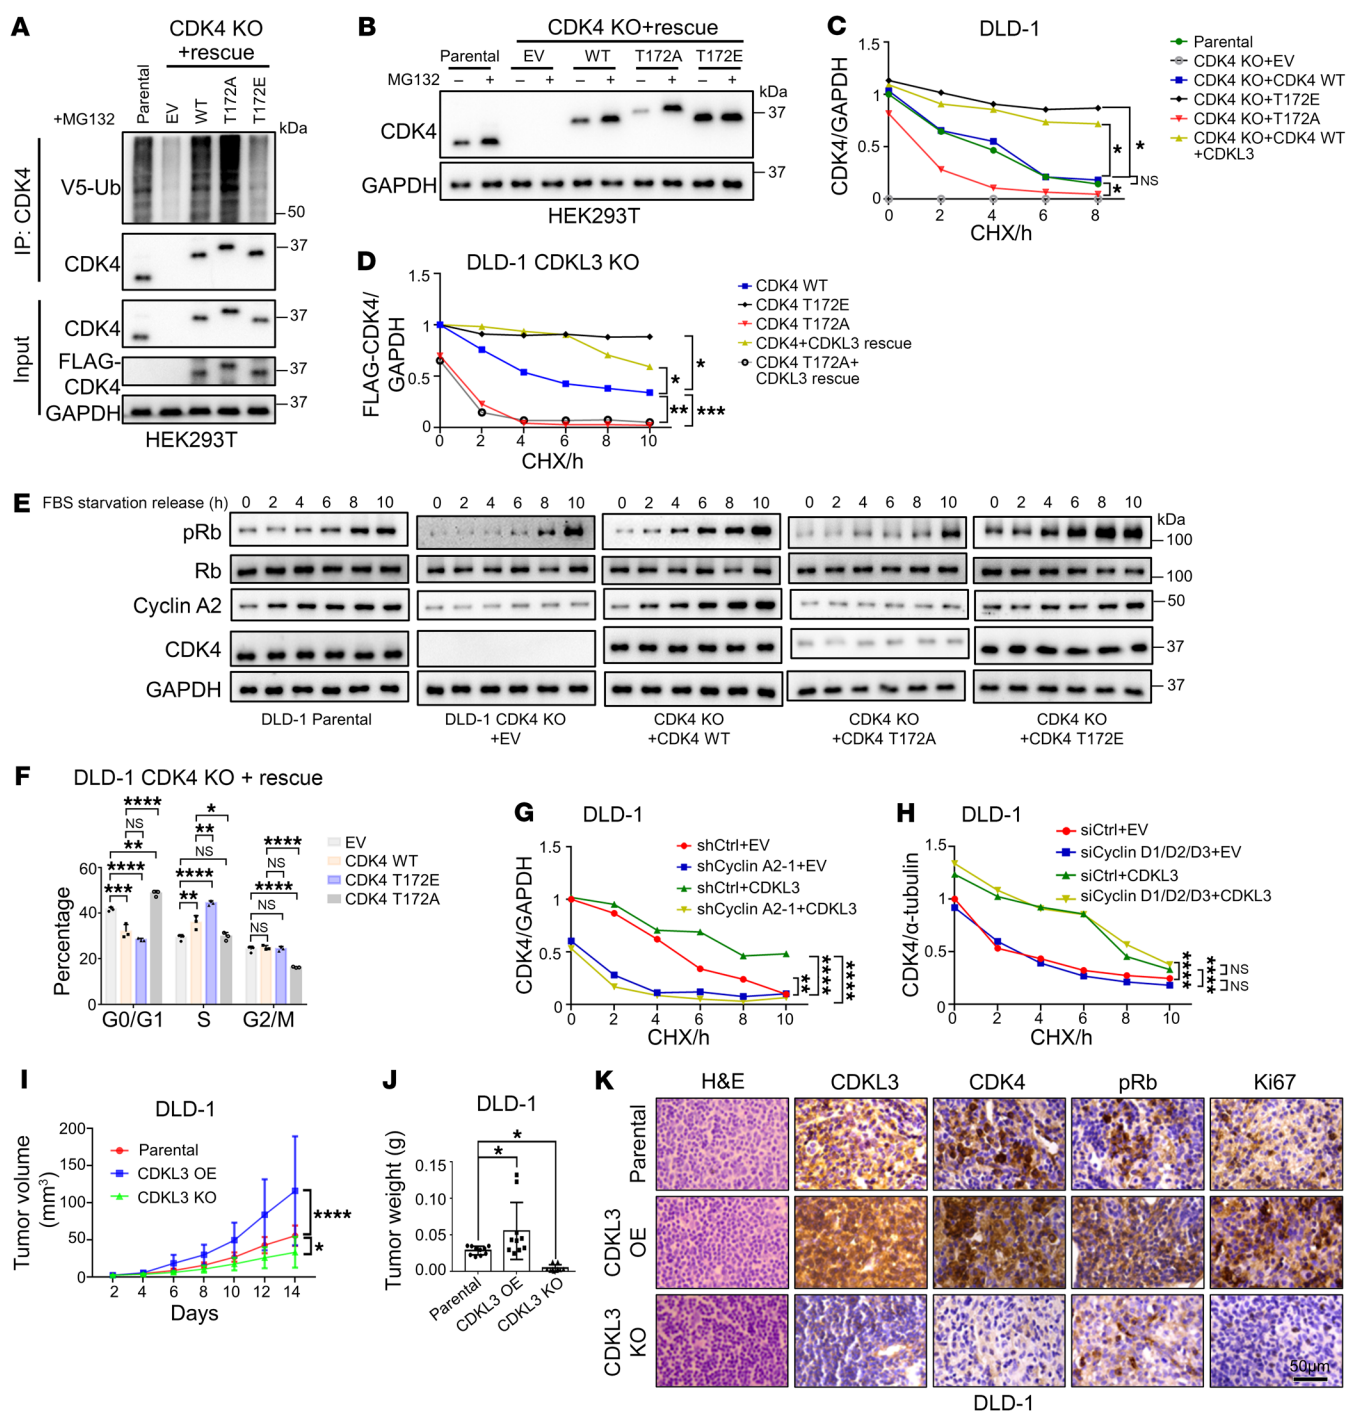 A
CDK4 KO
+rescue
Parental
EV
WT
T172A
T172E
+MG132
kDa
IP: CDK4
V5-Ub
50
CDK4
37
Input
CDK4
37
FLAG-
CDK4
37
GAPDH
37
HEK293T
B
CDK4 KO+rescue
Parental EV WT T172A T172E
MG132 – + – + – + – + – +
kDa
CDK4
37
GAPDH
37
HEK293T
C
DLD-1
CDK4/GAPDH
1.5
1
0.5
0
0 2 4 6 8
CHX/h
* * NS *
Parental
CDK4 KO+EV
CDK4 KO+CDK4 WT
CDK4 KO+T172E
CDK4 KO+T172A
CDK4 KO+CDK4 WT
+CDKL3
D
DLD-1 CDKL3 KO
FLAG-CDK4/
GAPDH
1.5
1
0.5
0
0 2 4 6 8 10
CHX/h
* * ** ***
CDK4 WT
CDK4 T172E
CDK4 T172A
CDK4+CDKL3 rescue
CDK4 T172A+
CDKL3 rescue
E
FBS starvation release (h) 0 2 4 6 8 10 0 2 4 6 8 10 0 2 4 6 8 10 0 2 4 6 8 10 0 2 4 6 8 10
kDa
pRb
100
Rb
100
Cyclin A2
50
CDK4
37
GAPDH
37
DLD-1 Parental
DLD-1 CDK4 KO
+EV
CDK4 KO
+CDK4 WT
CDK4 KO
+CDK4 T172A
CDK4 KO
+CDK4 T172E
F
DLD-1 CDK4 KO + rescue
Percentage
60
40
20
0
**** NS ** **** ***
* ** NS **** **
**** NS **** NS NS
G0/G1 S G2/M
EV
CDK4 WT
CDK4 T172E
CDK4 T172A
G
DLD-1
CDK4/GAPDH
1.5
1
0.5
0
0 2 4 6 8 10
CHX/h
shCtrl+EV
shCyclin A2-1+EV
shCtrl+CDKL3
shCyclin A2-1+CDKL3
** **** ****
H
DLD-1
CDK4/α-tubulin
1.5
1
0.5
0
0 2 4 6 8 10
CHX/h
siCtrl+EV
siCyclin D1/D2/D3+EV
siCtrl+CDKL3
siCyclin D1/D2/D3+CDKL3
**** **** NS NS
I
DLD-1
Tumor volume
(mm³)
200
150
100
50
0
2 4 6 8 10 12 14
Days
Parental
CDKL3 OE
CDKL3 KO
****
*
J
DLD-1
Tumor weight (g)
0.15
0.10
0.05
0.00
*
*
Parental
CDKL3 OE
CDKL3 KO
K
H&E CDKL3 CDK4 pRb Ki67
Parental
CDKL3
OE
CDKL3
KO
50μm
DLD-1